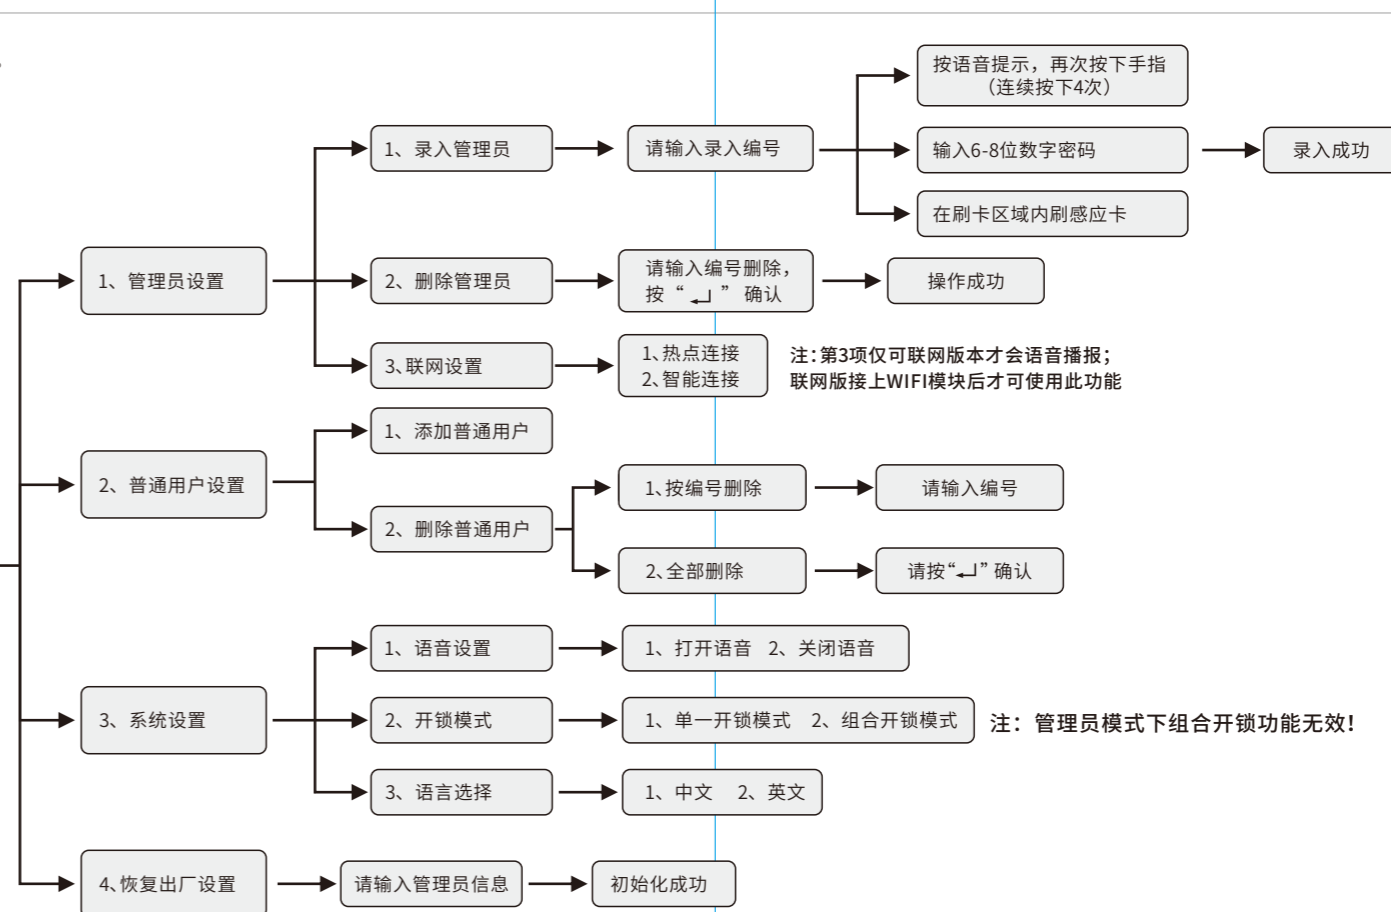 按语音提示，再次按下手指
（连续按下4次）
1、录入管理员
请输入录入编号
输入6-8位数字密码
录入成功
在刷卡区域内刷感应卡
1、管理员设置
2、删除管理员
请输入编号删除，
按“↵”确认
操作成功
3、联网设置
1、热点连接
2、智能连接
注：第3项仅可联网版本才会语音播报；
联网版接上WIFI模块后才可使用此功能
2、普通用户设置
1、添加普通用户
2、删除普通用户
1、按编号删除
请输入编号
2、全部删除
请按“↵”确认
3、系统设置
1、语音设置
1、打开语音 2、关闭语音
2、开锁模式
1、单一开锁模式 2、组合开锁模式
注：管理员模式下组合开锁功能无效！
3、语言选择
1、中文 2、英文
4、恢复出厂设置
请输入管理员信息
初始化成功